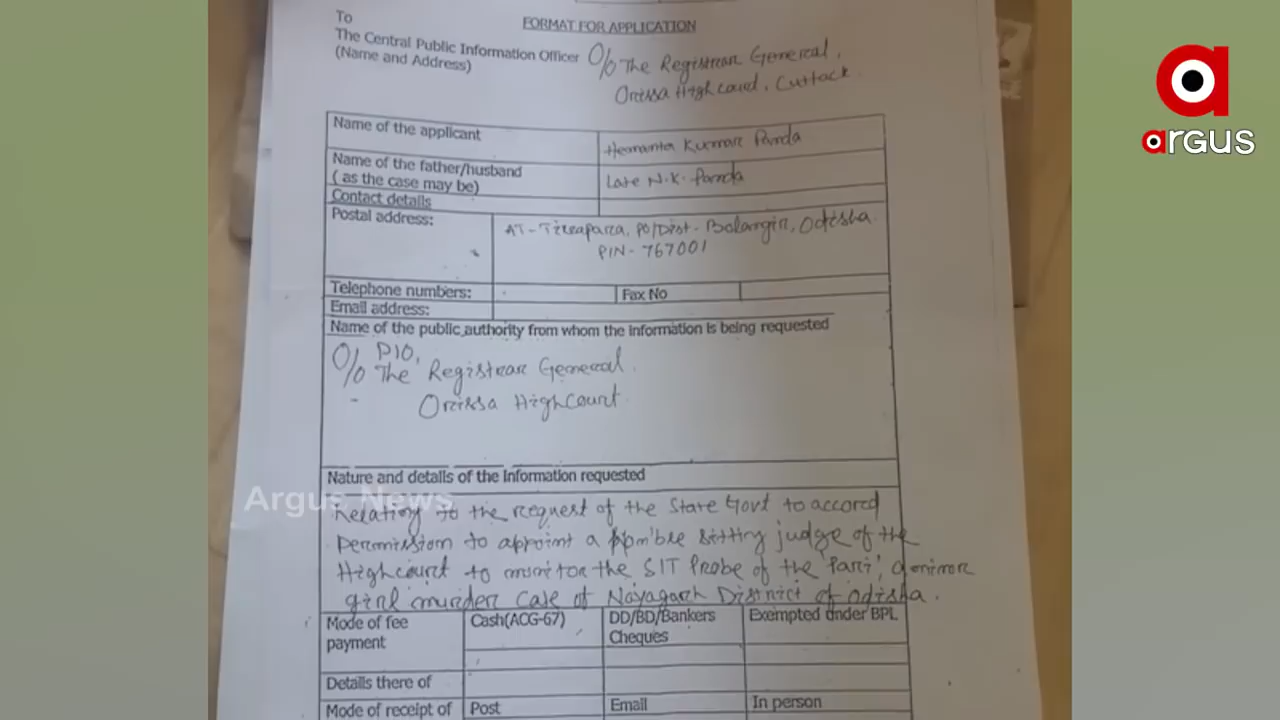 To
FORMAT FOR APPLICATION
The Central Public Information Officer
(Name and Address)
O/o The Registrar General,
Orissa High Court, Cuttack
argus
Name of the applicant
Hemanta Kumar Panda
Name of the father/husband
( as the case may be)
Late N.K. Panda
Contact details
Postal address:
AT- Tikrapara, PO/Dist- Bolangir, Odisha
PIN- 767001
Telephone numbers:
Fax No
Email address:
Name of the public authority from whom the information is being requested
PIO,
O/o The Registrar General
Orissa High Court
Nature and details of the Information requested
Argus News
Relating to the request of the State Govt to accord
permission to appoint a Hon'ble sitting judge of the
High court to monitor the SIT Probe of the 'Pari', a minor
girl murder case of Nayagarh District of Odisha.
Mode of fee
payment
Cash(ACG-67)
DD/BD/Bankers
Cheques
Exempted under BPL
Details there of
Mode of receipt of
Post
Email
In person